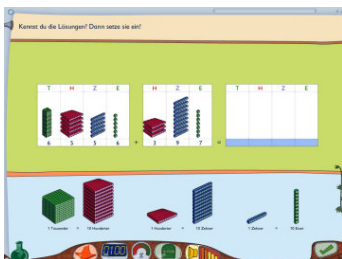 Kennst du die Lösungen? Dann setze sie ein!
T H Z E H Z E T H Z E
6 5 5 6 + 3 9 7 =
1 Tausender = 10 Hunderter 1 Hunderter = 10 Zehner 1 Zehner = 10 Einer